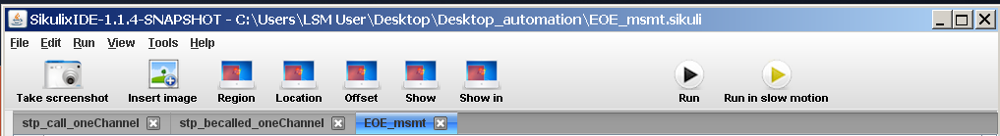 SikulixIDE-1.1.4-SNAPSHOT - C:\Users\LSM User\Desktop\Desktop_automation\EOE_msmt.sikuli
File Edit Run View Tools Help
Take screenshot Insert image Region Location Offset Show Show in Run Run in slow motion
stp_call_oneChannel stp_becalled_oneChannel EOE_msmt